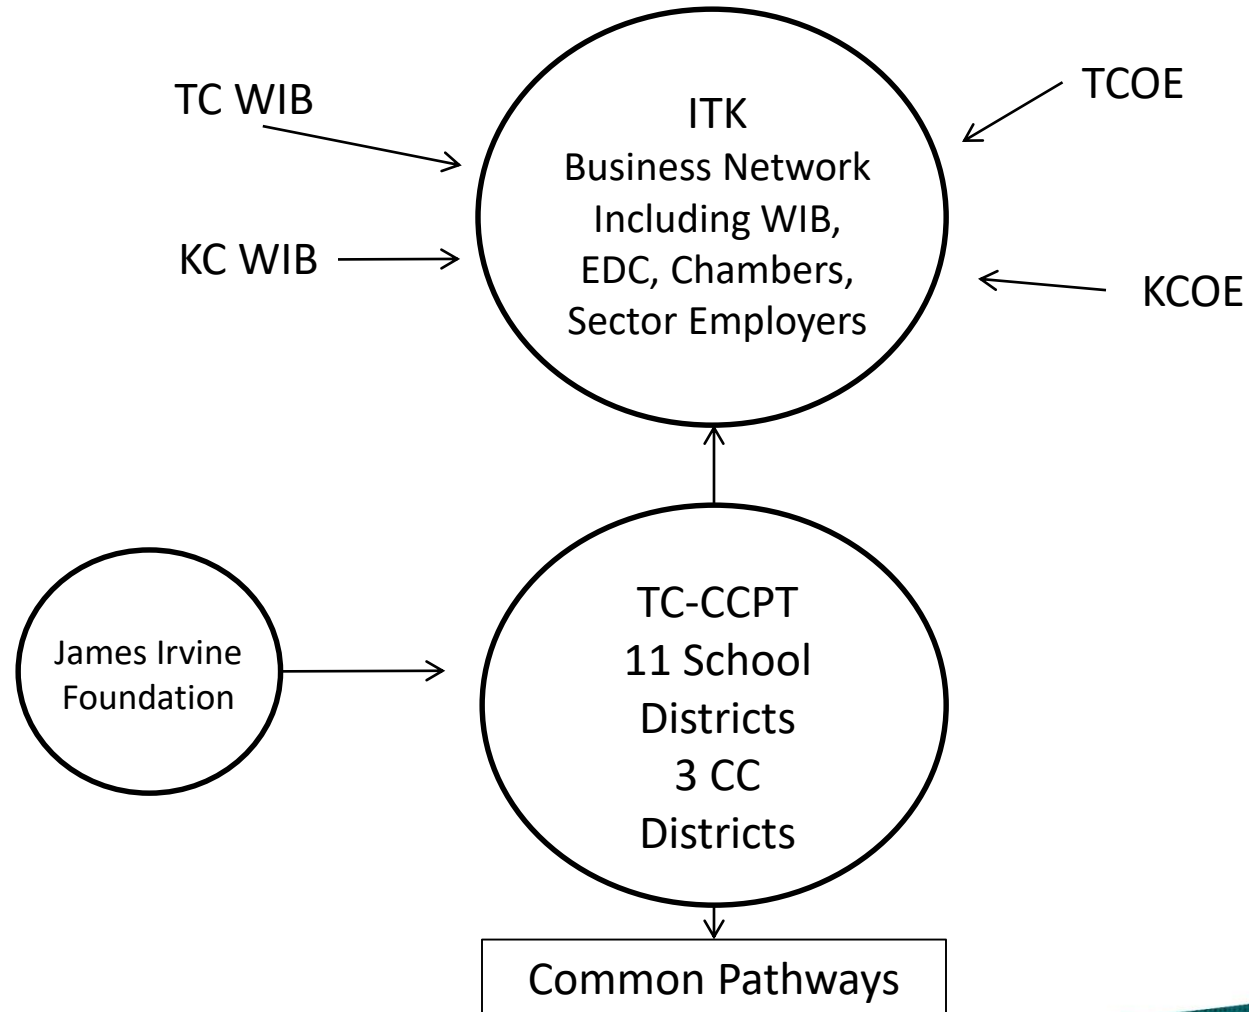 TC WIB
TCOE
ITK
Business Network
Including WIB,
EDC, Chambers,
Sector Employers
KC WIB
KCOE
James Irvine
Foundation
TC-CCPT
11 School
Districts
3 CC
Districts
Common Pathways